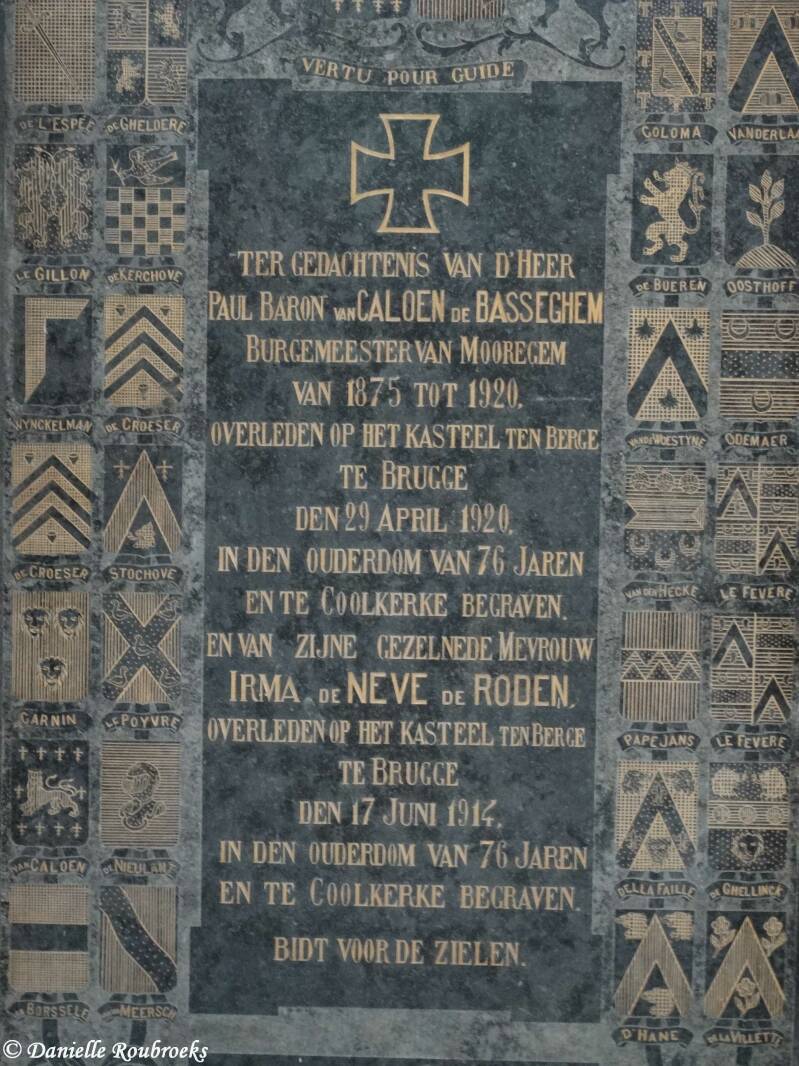 VERTU POUR GUIDE
TER GEDACHTENIS VAN D'HEER
PAUL BARON VAN CALOEN DE BASSEGHEM
BURGEMEESTER VAN MOOREGEM
VAN 1875 TOT 1920,
OVERLEDEN OP HET KASTEEL TEN BERGE
TE BRUGGE
DEN 29 APRIL 1920,
IN DEN OUDERDOM VAN 76 JAREN
EN TE COOLKERKE BEGRAVEN.
EN VAN ZIJNE GEZELNEDE MEVROUW
IRMA DE NEVE DE RODEN,
OVERLEDEN OP HET KASTEEL TEN BERGE
TE BRUGGE
DEN 17 JUNI 1914,
IN DEN OUDERDOM VAN 76 JAREN
EN TE COOLKERKE BEGRAVEN.
BIDT VOOR DE ZIELEN.
DE L'ESPÉE DE GHELDERE
LE GILLON DE KERCHOVE
WYNCKELMAN DE CROESER
DE CROESER STOCHOVE
GARNIN LE POYVRE
VAN CALOEN DE NIEULANT
BORSSELE MEERSCH
COLOMA VANDERLAA
DE BUEREN OOSTHOFF
VAN DE WOESTYNE ODEMAER
VAN DER HECKE LE FEVERE
PAPEJANS LE FEVERE
DELLA FAILLE DE GHELLINCK
D'HANE DE LA VILLETTE
© Danielle Roubroeks